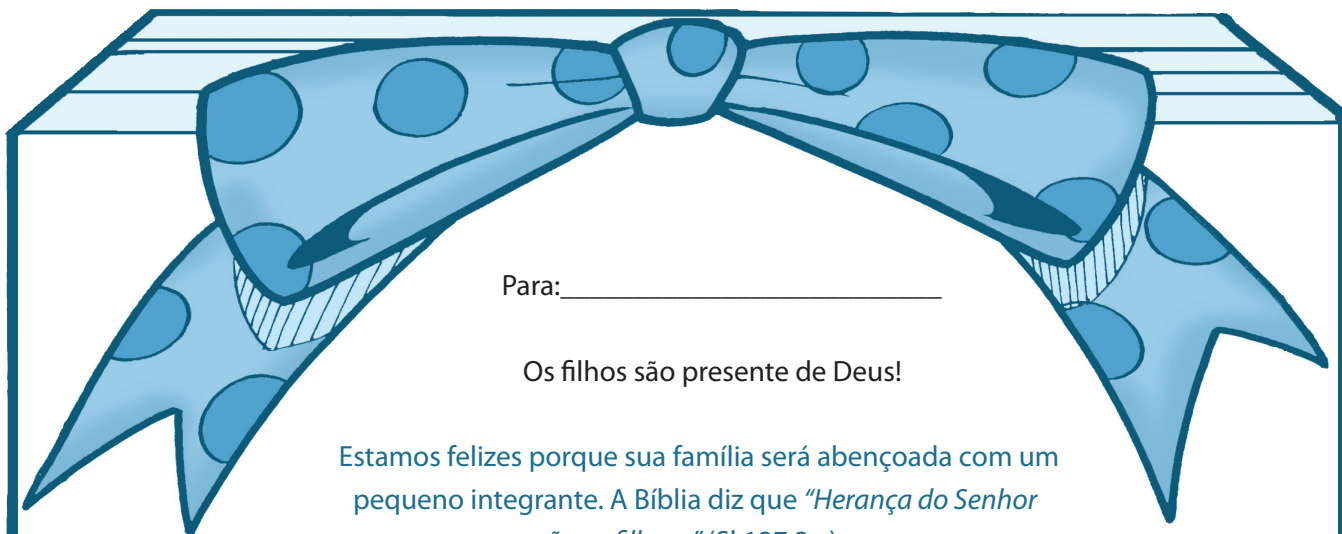 Para:__________________________
Os filhos são presente de Deus!
Estamos felizes porque sua família será abençoada com um
pequeno integrante. A Bíblia diz que “Herança do Senhor